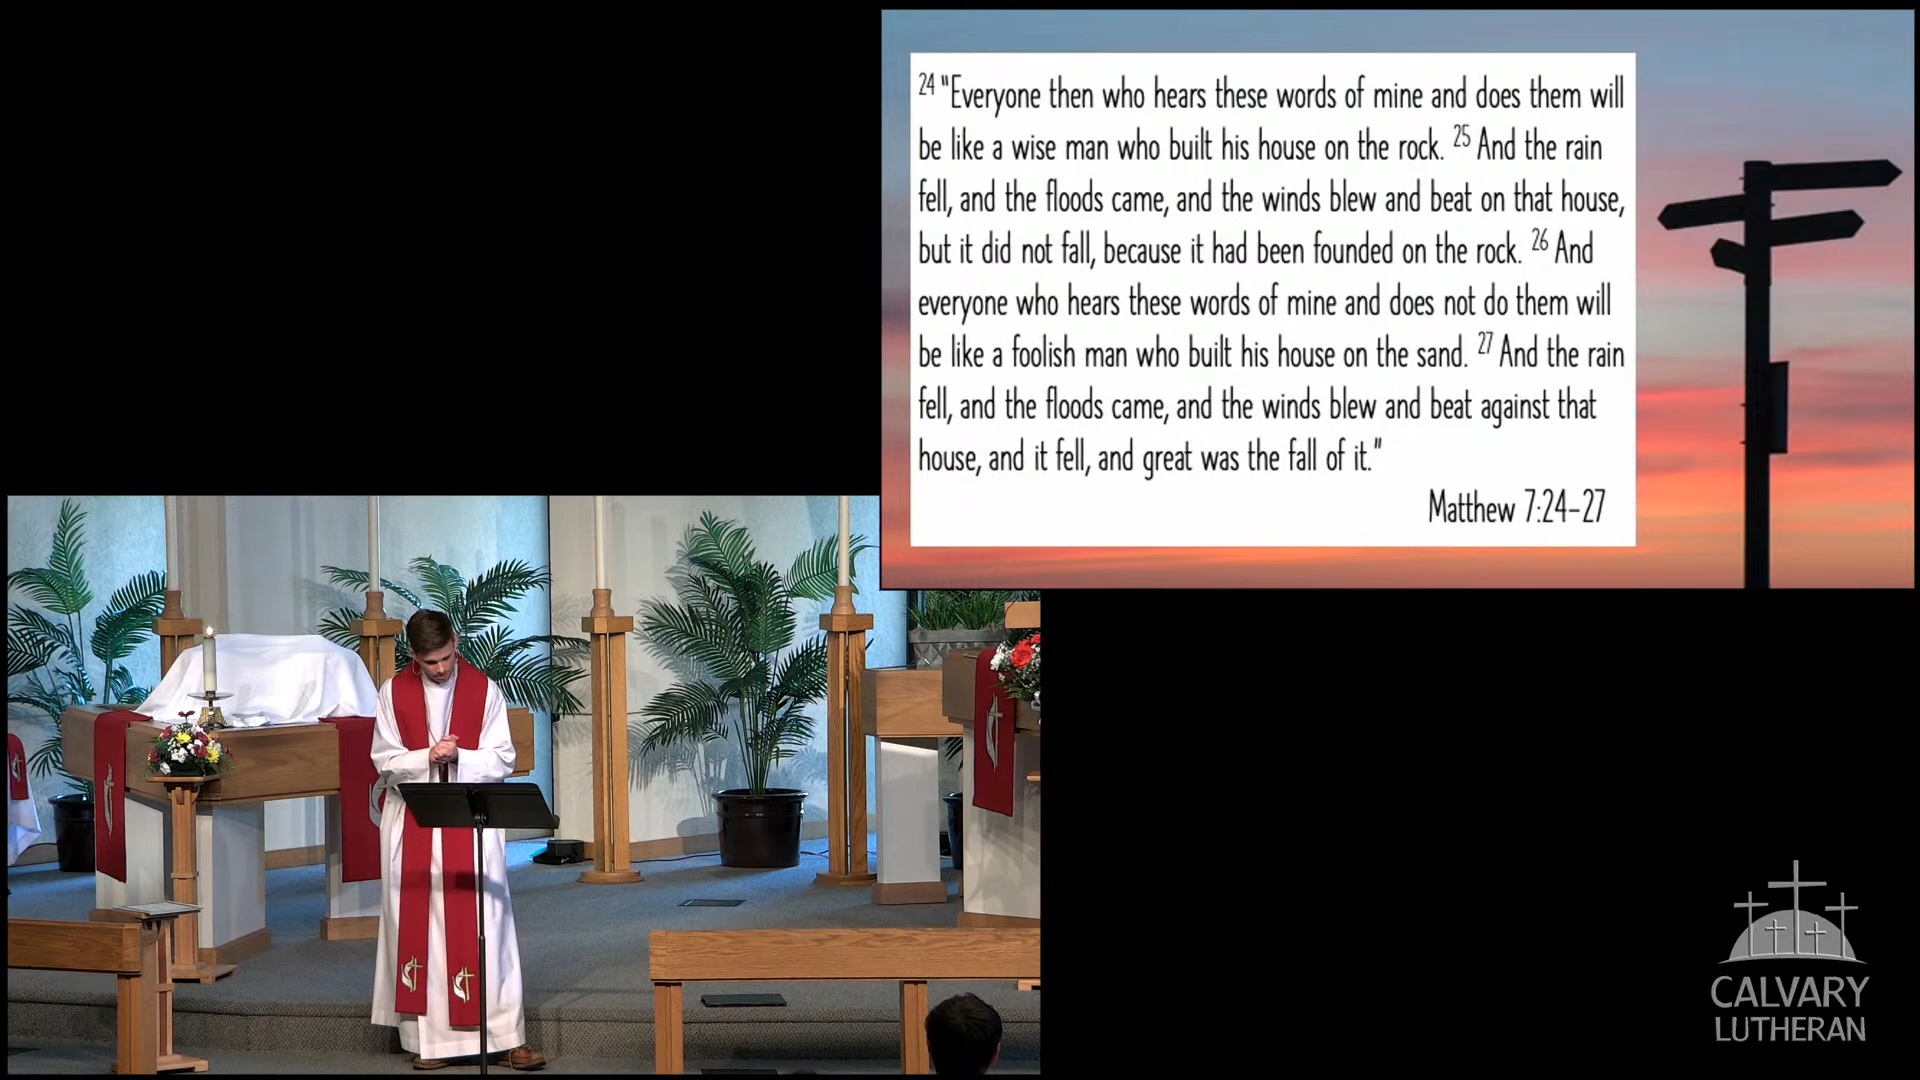 24 "Everyone then who hears these words of mine and does them will
be like a wise man who built his house on the rock. 25 And the rain
fell, and the floods came, and the winds blew and beat on that house,
but it did not fall, because it had been founded on the rock. 26 And
everyone who hears these words of mine and does not do them will
be like a foolish man who built his house on the sand. 27 And the rain
fell, and the floods came, and the winds blew and beat against that
house, and it fell, and great was the fall of it."
Matthew 7:24-27
CALVARY
LUTHERAN